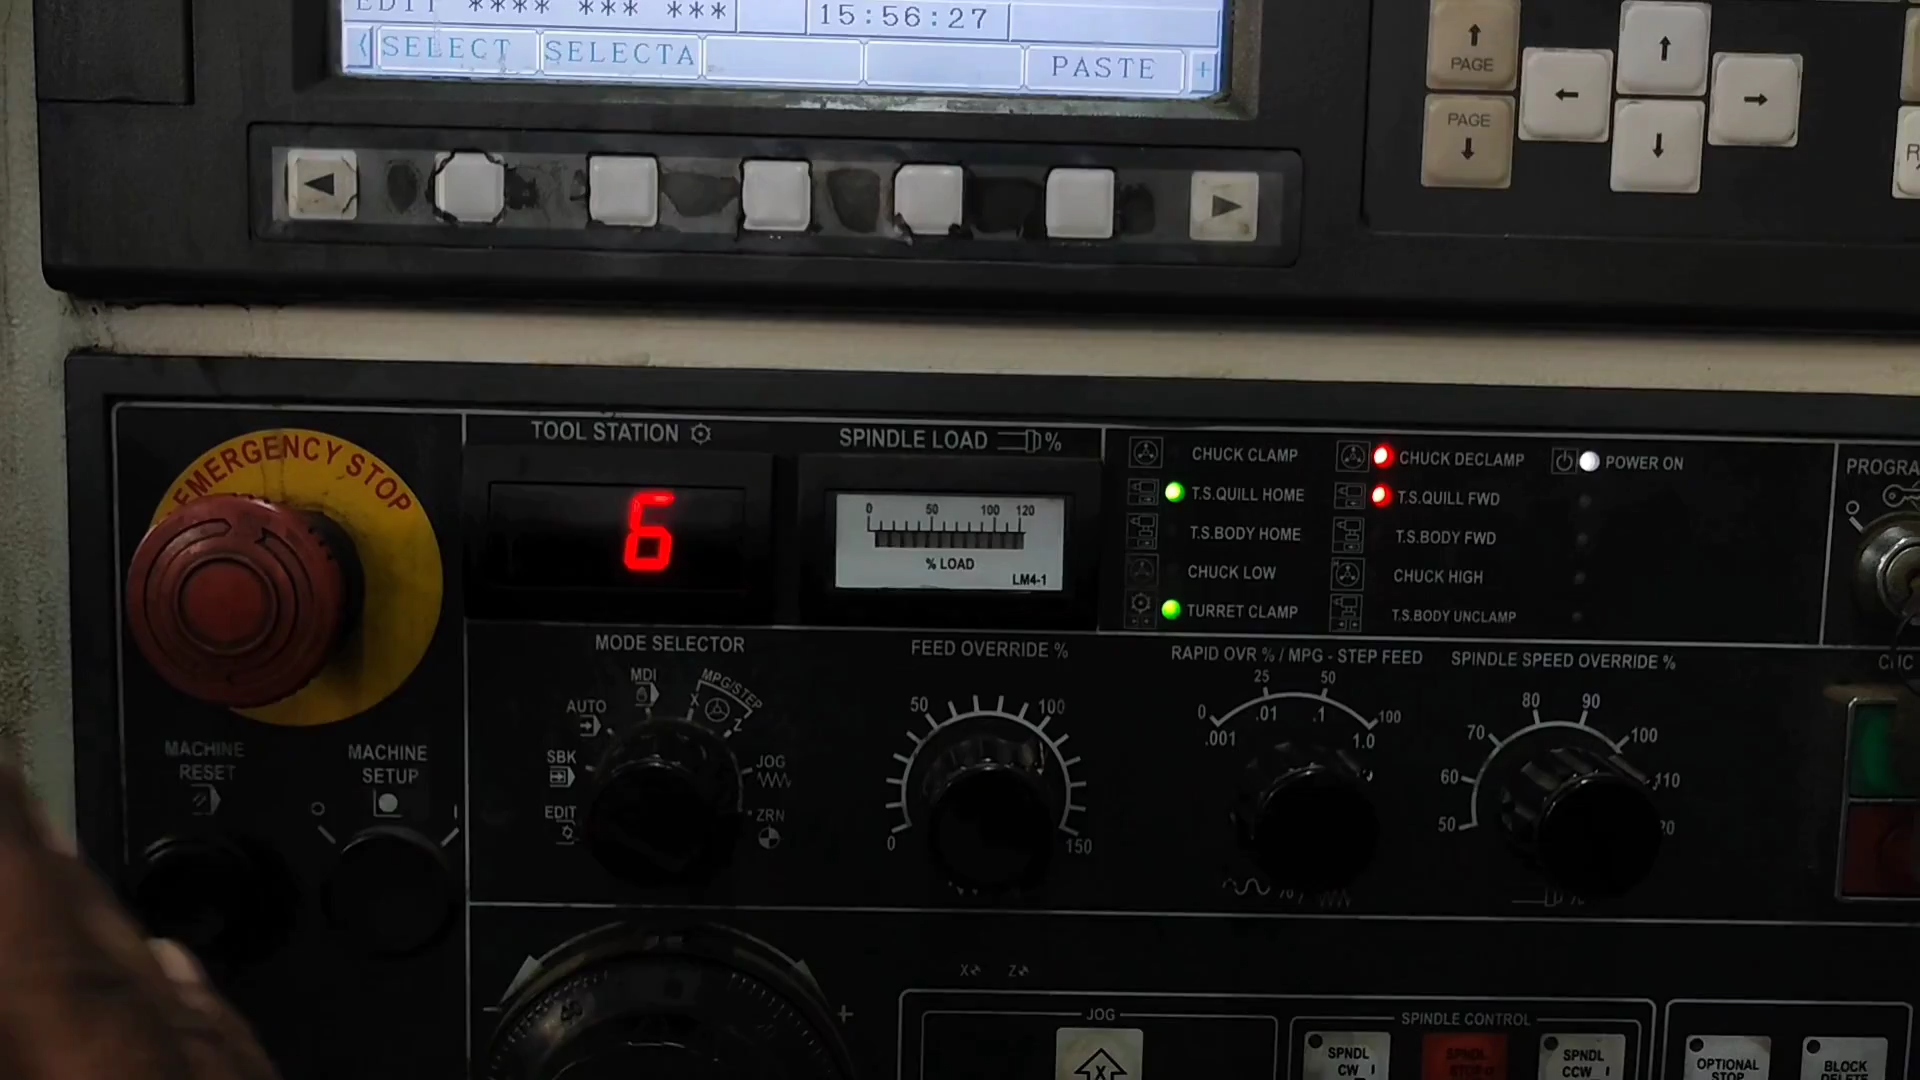 EDIT **** *** ***
15:56:27
SELECT SELECTA PASTE +
PAGE
PAGE
EMERGENCY STOP
TOOL STATION
6
SPINDLE LOAD %
0 50 100 120
% LOAD
LM4-1
CHUCK CLAMP
CHUCK DECLAMP
POWER ON
T.S.QUILL HOME
T.S.QUILL FWD
T.S.BODY HOME
T.S.BODY FWD
CHUCK LOW
CHUCK HIGH
TURRET CLAMP
T.S.BODY UNCLAMP
MACHINE
RESET
MACHINE
SETUP
MODE SELECTOR
EDIT
SBK
AUTO
MDI
MPG/STEP
X Z
JOG
ZRN
FEED OVERRIDE %
0 50 100 150
RAPID OVR % / MPG - STEP FEED
0 25 50 100
.001 .01 .1 1.0
SPINDLE SPEED OVERRIDE %
50 60 70 80 90 100 110
40
+
X Z
JOG
X
SPINDLE CONTROL
SPNDL
CW
SPNDL
SPNDL
CCW
OPTIONAL
STOP
BLOCK
DELETE